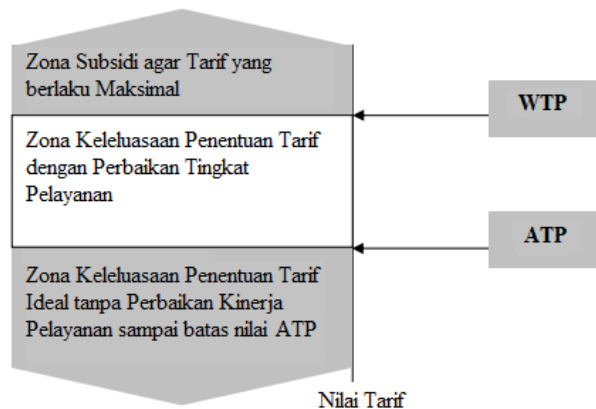 Zona Subsidi agar Tarif yang
berlaku Maksimal
WTP
Zona Keleluasaan Penentuan Tarif
dengan Perbaikan Tingkat
Pelayanan
ATP
Zona Keleluasaan Penentuan Tarif
Ideal tanpa Perbaikan Kinerja
Pelayanan sampai batas nilai ATP
Nilai Tarif